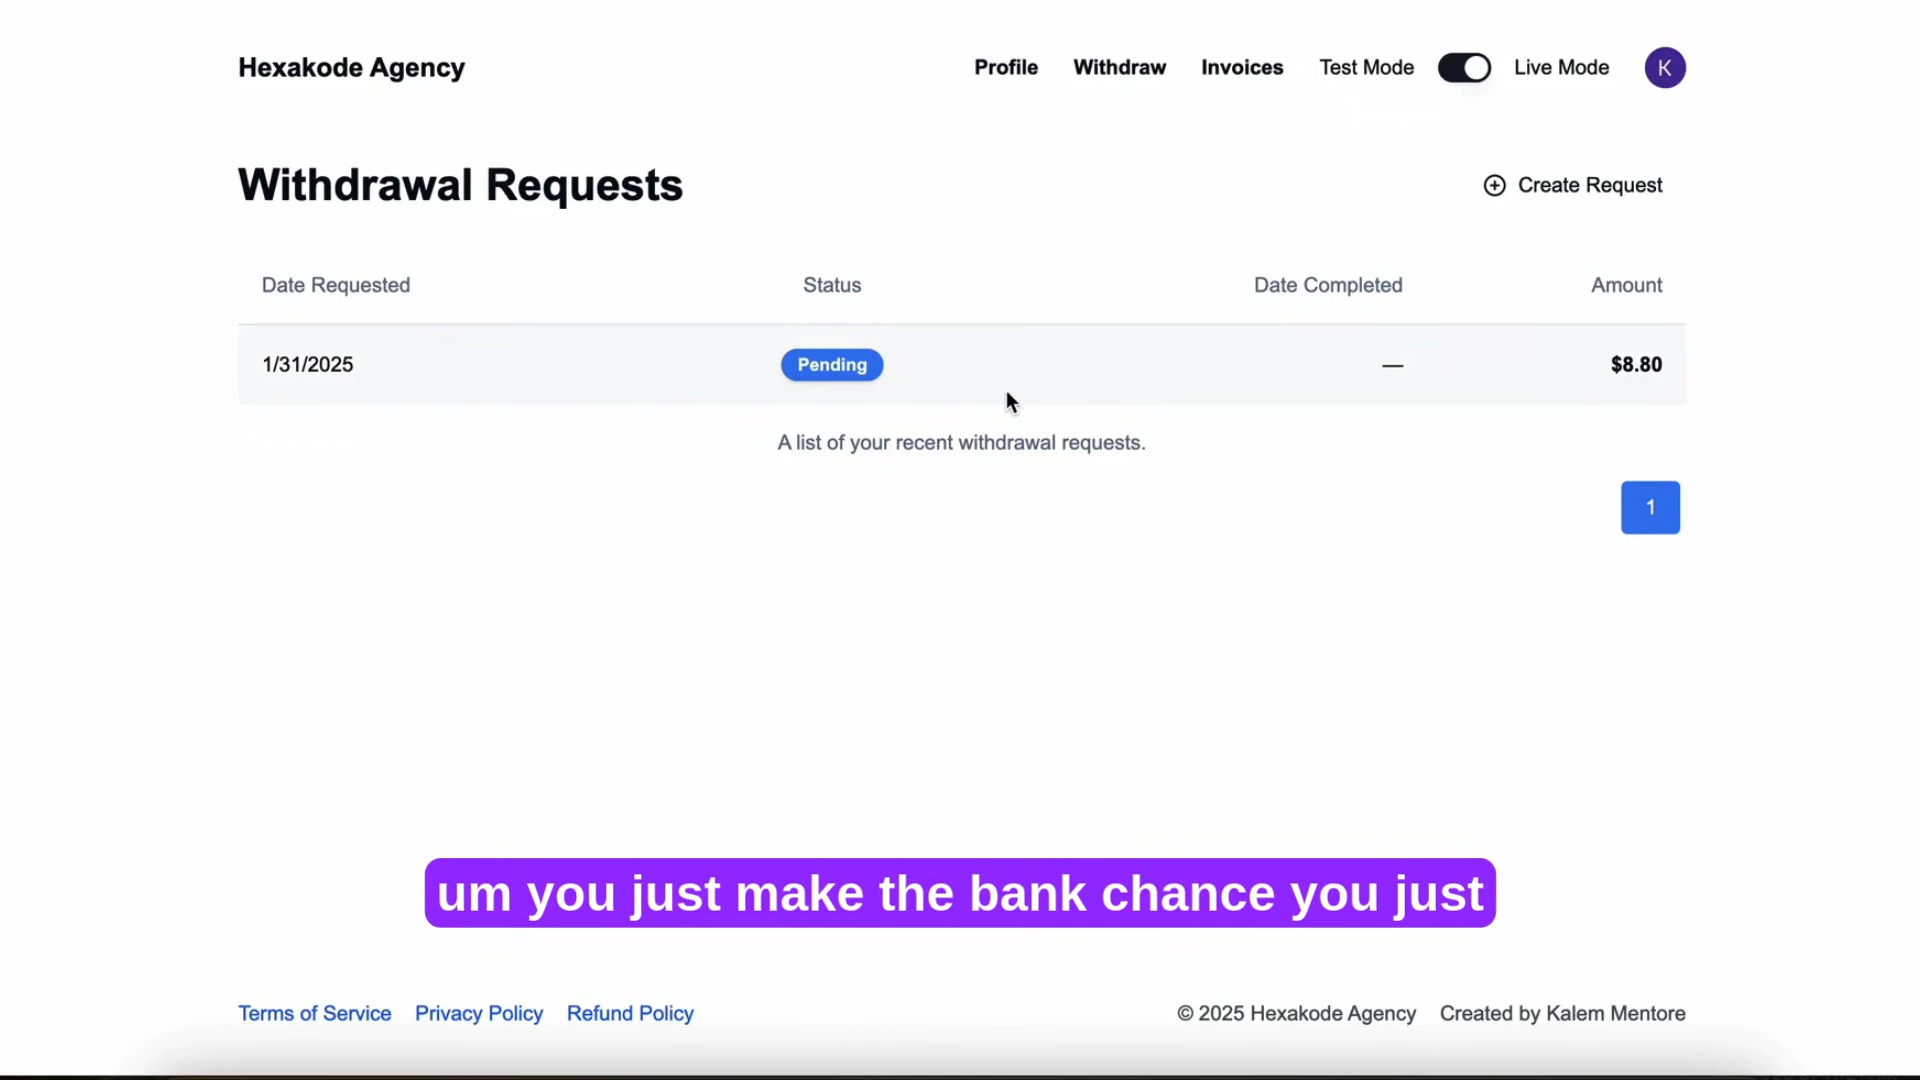 Hexakode Agency
Profile Withdraw Invoices Test Mode Live Mode K
Withdrawal Requests
Create Request
Date Requested Status Date Completed Amount
1/31/2025 Pending — $8.80
A list of your recent withdrawal requests.
1
um you just make the bank chance you just
Terms of Service Privacy Policy Refund Policy © 2025 Hexakode Agency Created by Kalem Mentore